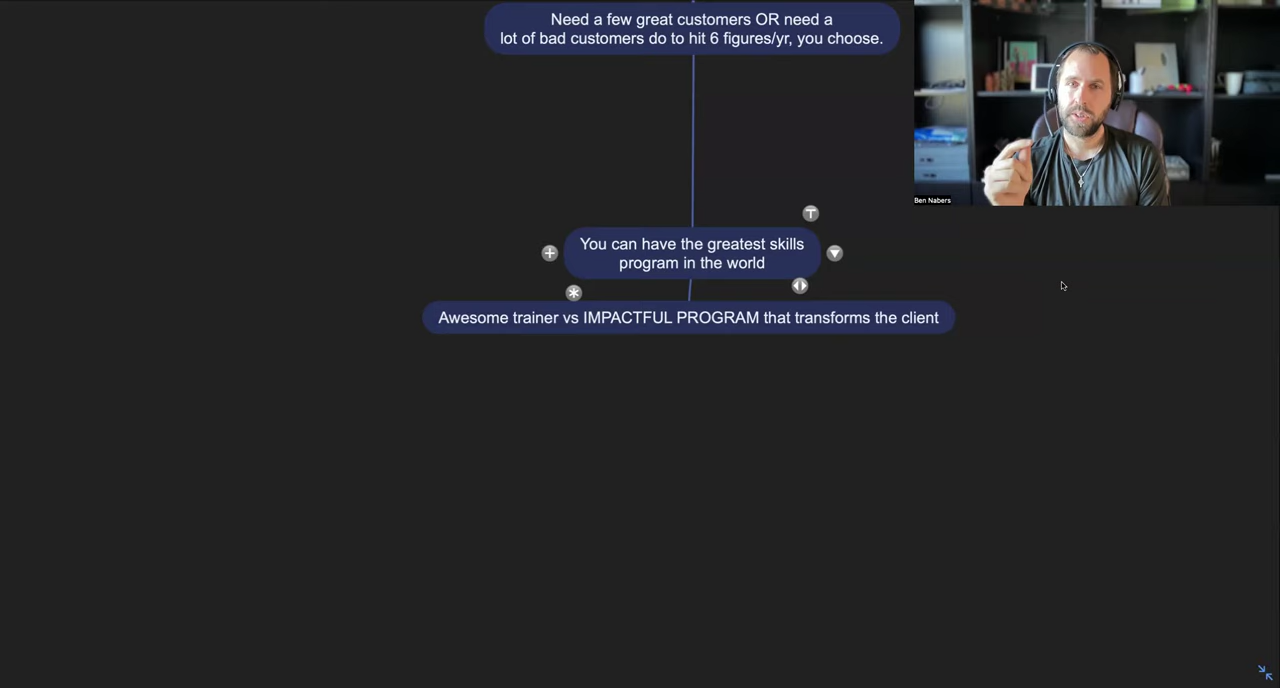 Need a few great customers OR need a
lot of bad customers do to hit 6 figures/yr, you choose.
Ben Nabers
You can have the greatest skills
program in the world
Awesome trainer vs IMPACTFUL PROGRAM that transforms the client